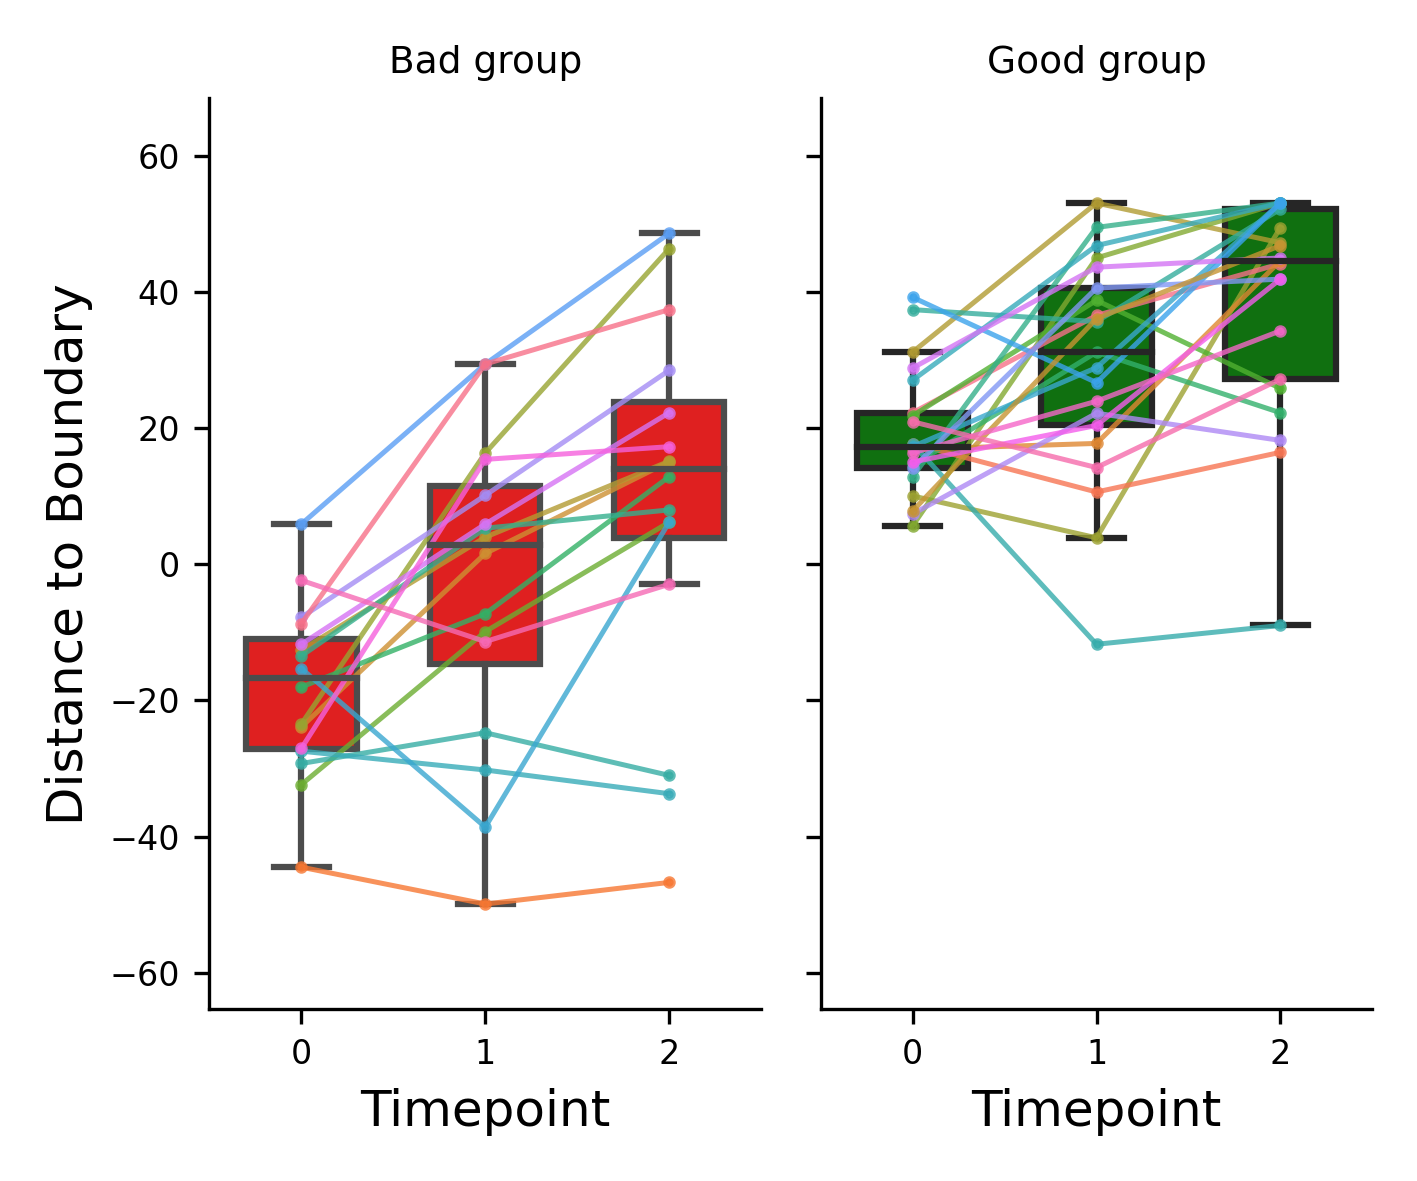 Bad group Good group
Distance to Boundary
60
40
20
0
−20
−40
−60
0 1 2 0 1 2
Timepoint Timepoint